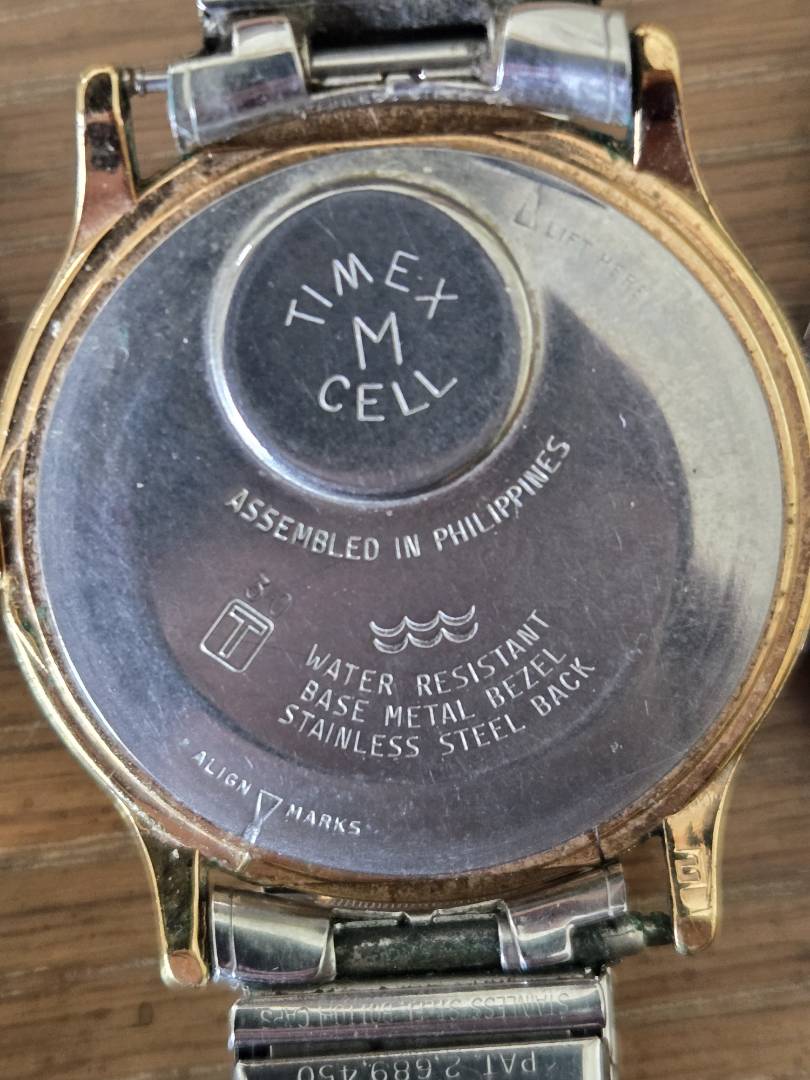 TIMEX
M
CELL
LIFT HERE
ASSEMBLED IN PHILIPPINES
T
WATER RESISTANT
BASE METAL BEZEL
STAINLESS STEEL BACK
ALIGN MARKS
STAINLESS STEEL BOTTOM CAPS
PAT 2,689,450